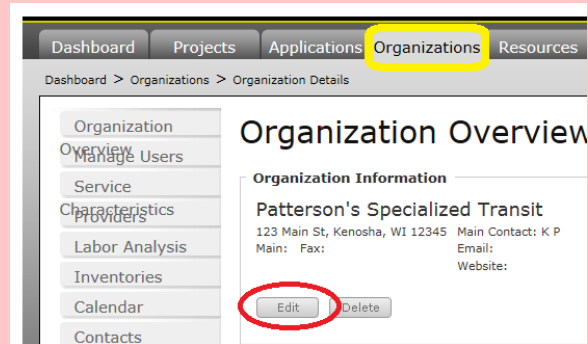 Dashboard Projects Applications Organizations Resources
Dashboard > Organizations > Organization Details
Organization
Overview
Manage Users
Service
Characteristics
Providers
Labor Analysis
Inventories
Calendar
Contacts
Organization Overview
Organization Information
Patterson's Specialized Transit
123 Main St, Kenosha, WI 12345 Main Contact: K P
Main: Fax: Email:
Website:
Edit Delete